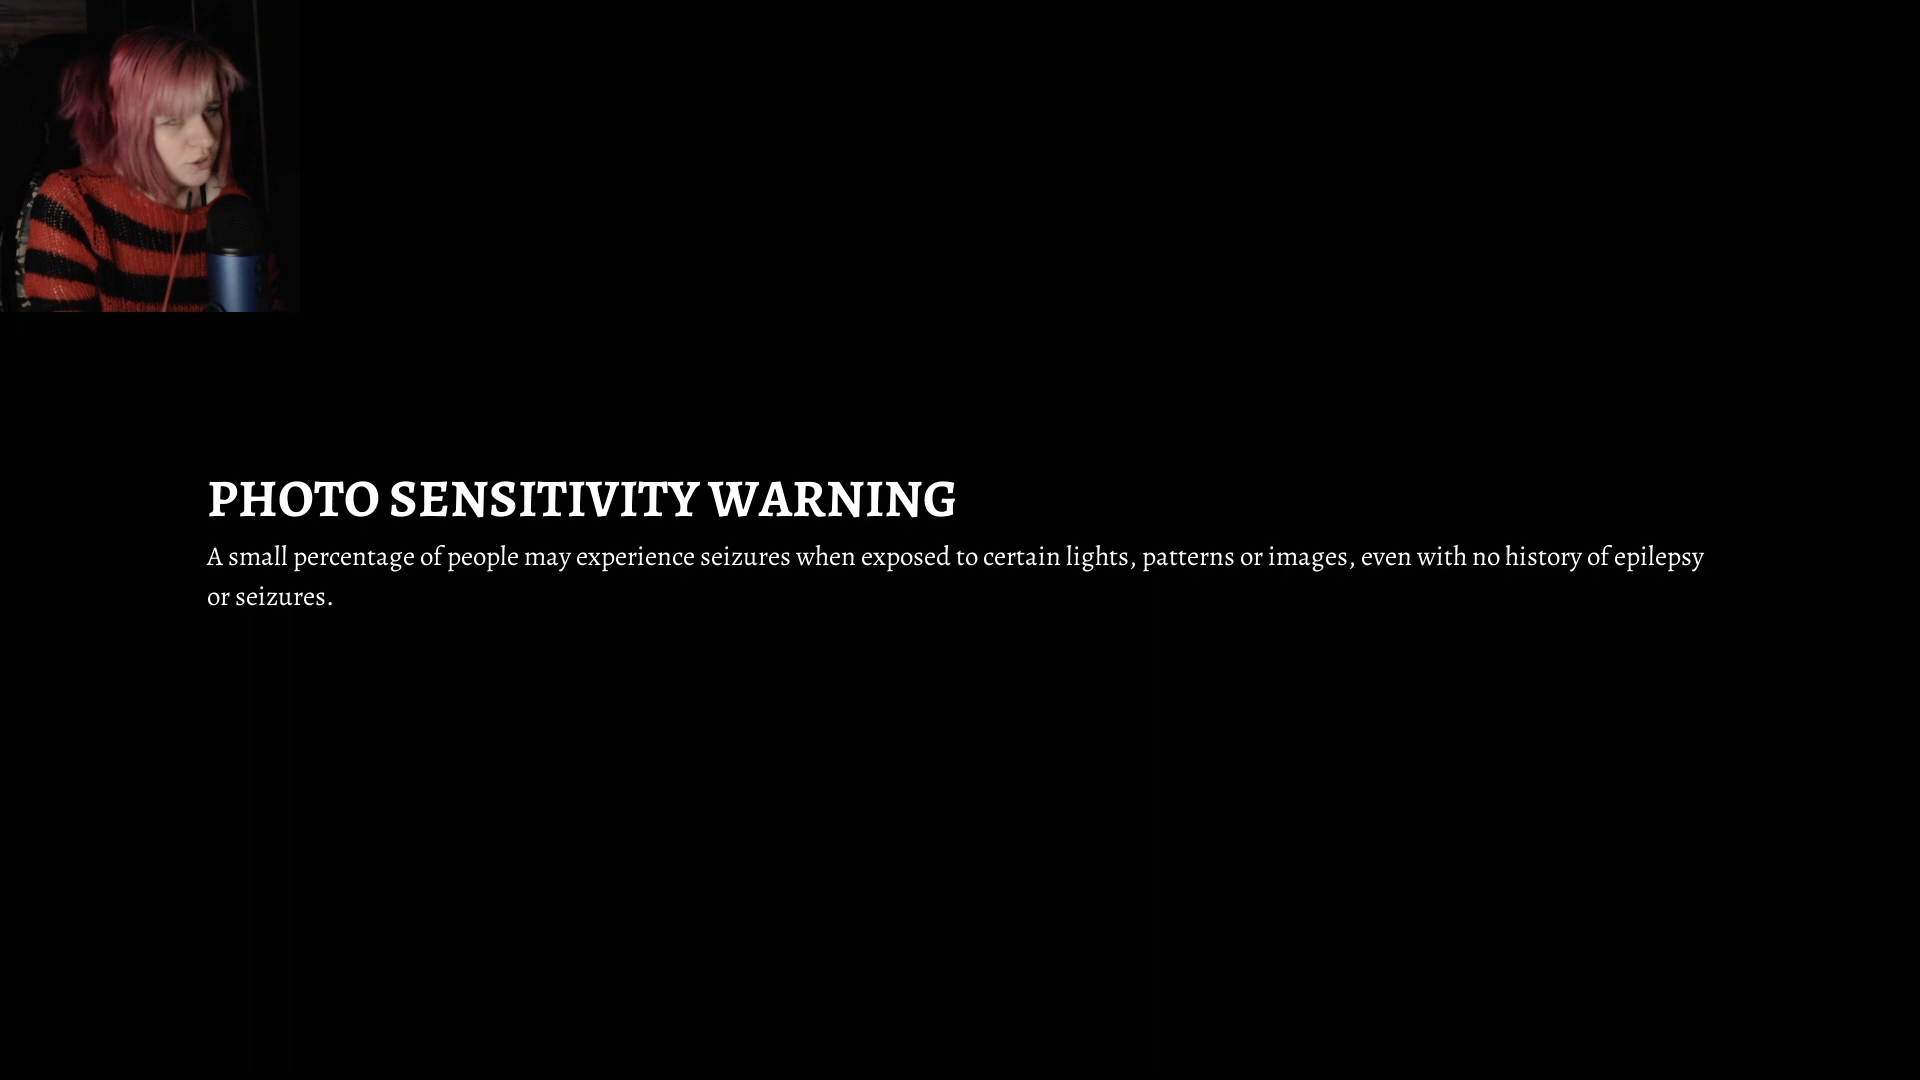 PHOTO SENSITIVITY WARNING
A small percentage of people may experience seizures when exposed to certain lights, patterns or images, even with no history of epilepsy
or seizures.